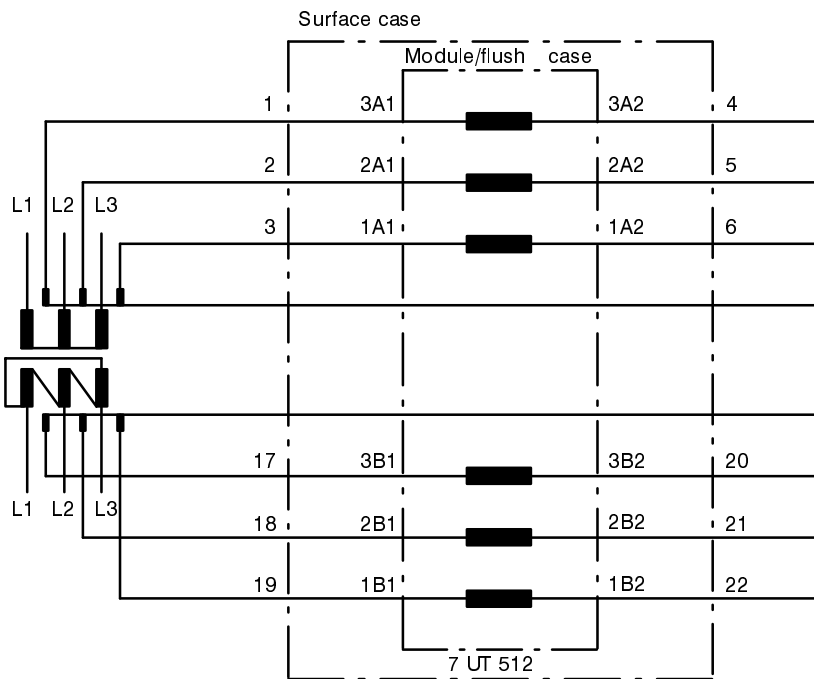 Surface case
Module/flush case
1 3A1 3A2 4
2 2A1 2A2 5
L1 L2 L3
3 1A1 1A2 6
17 3B1 3B2 20
L1 L2 L3
18 2B1 2B2 21
19 1B1 1B2 22
7 UT 512